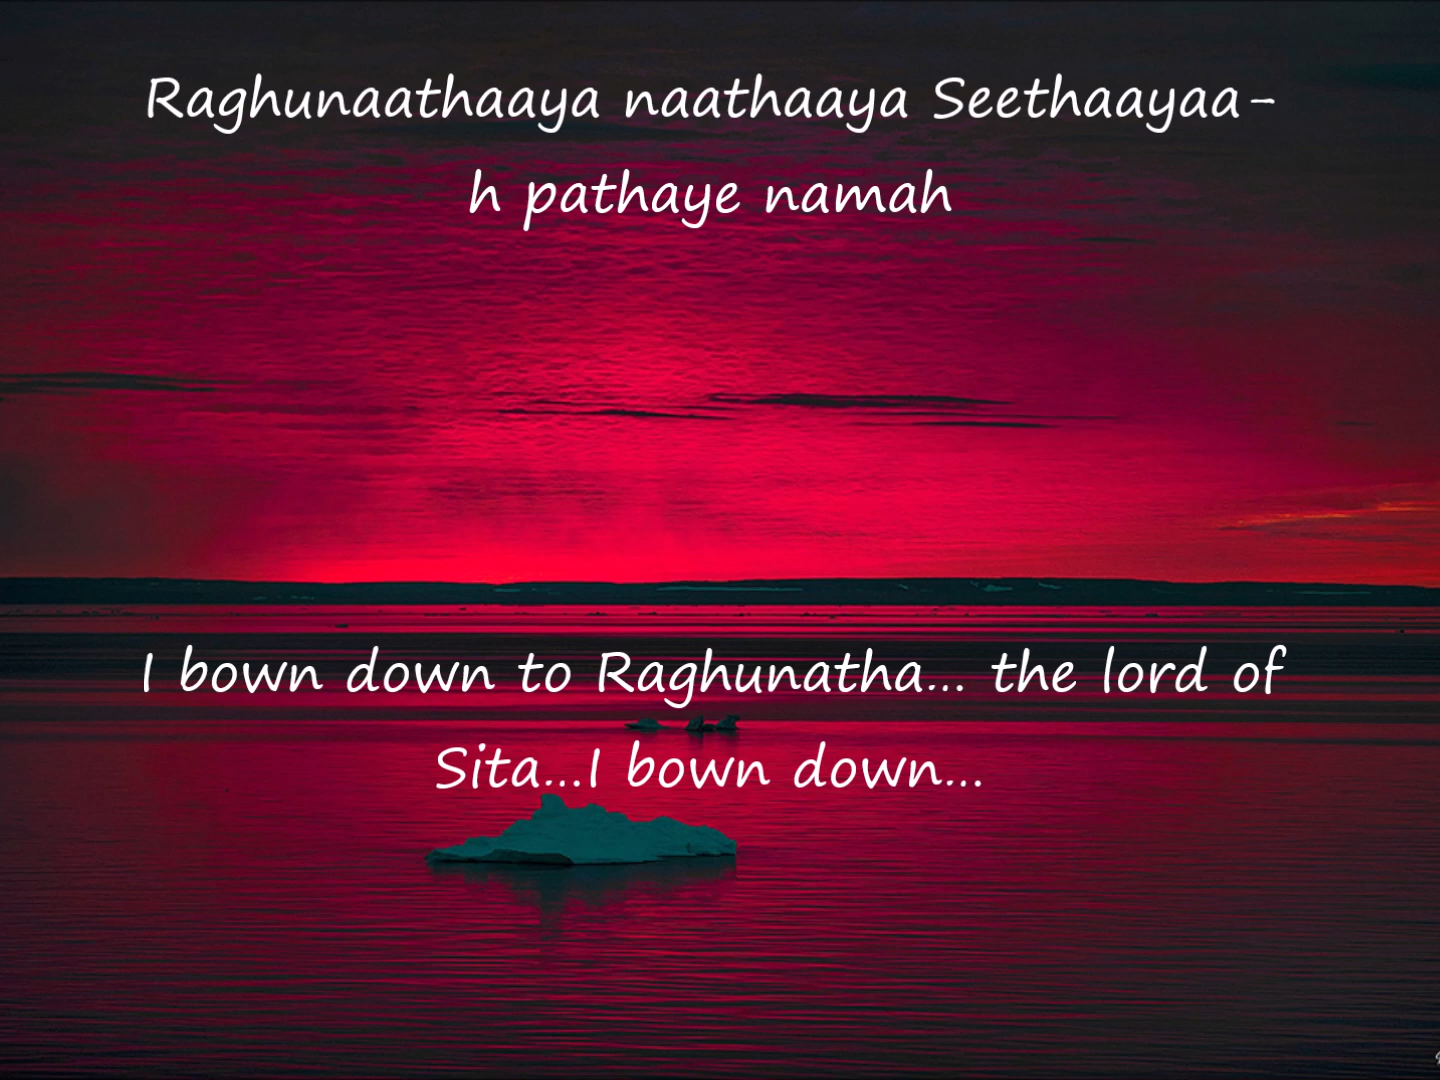 Raghunaathaaya naathaaya Seethaayaa-
h pathaye namah
I bown down to Raghunatha... the lord of
Sita...I bown down...